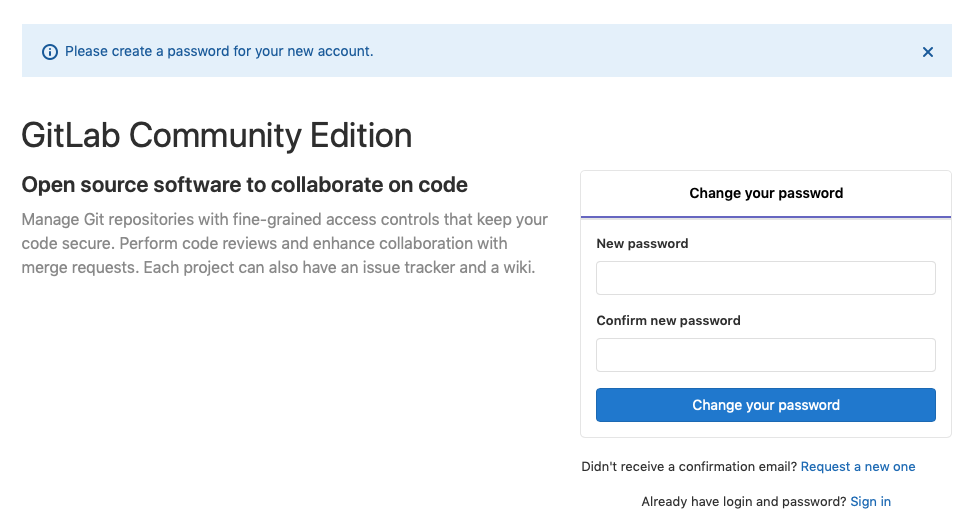 Please create a password for your new account.
GitLab Community Edition
Open source software to collaborate on code
Manage Git repositories with fine-grained access controls that keep your
code secure. Perform code reviews and enhance collaboration with
merge requests. Each project can also have an issue tracker and a wiki.
Change your password
New password
Confirm new password
Change your password
Didn't receive a confirmation email? Request a new one
Already have login and password? Sign in